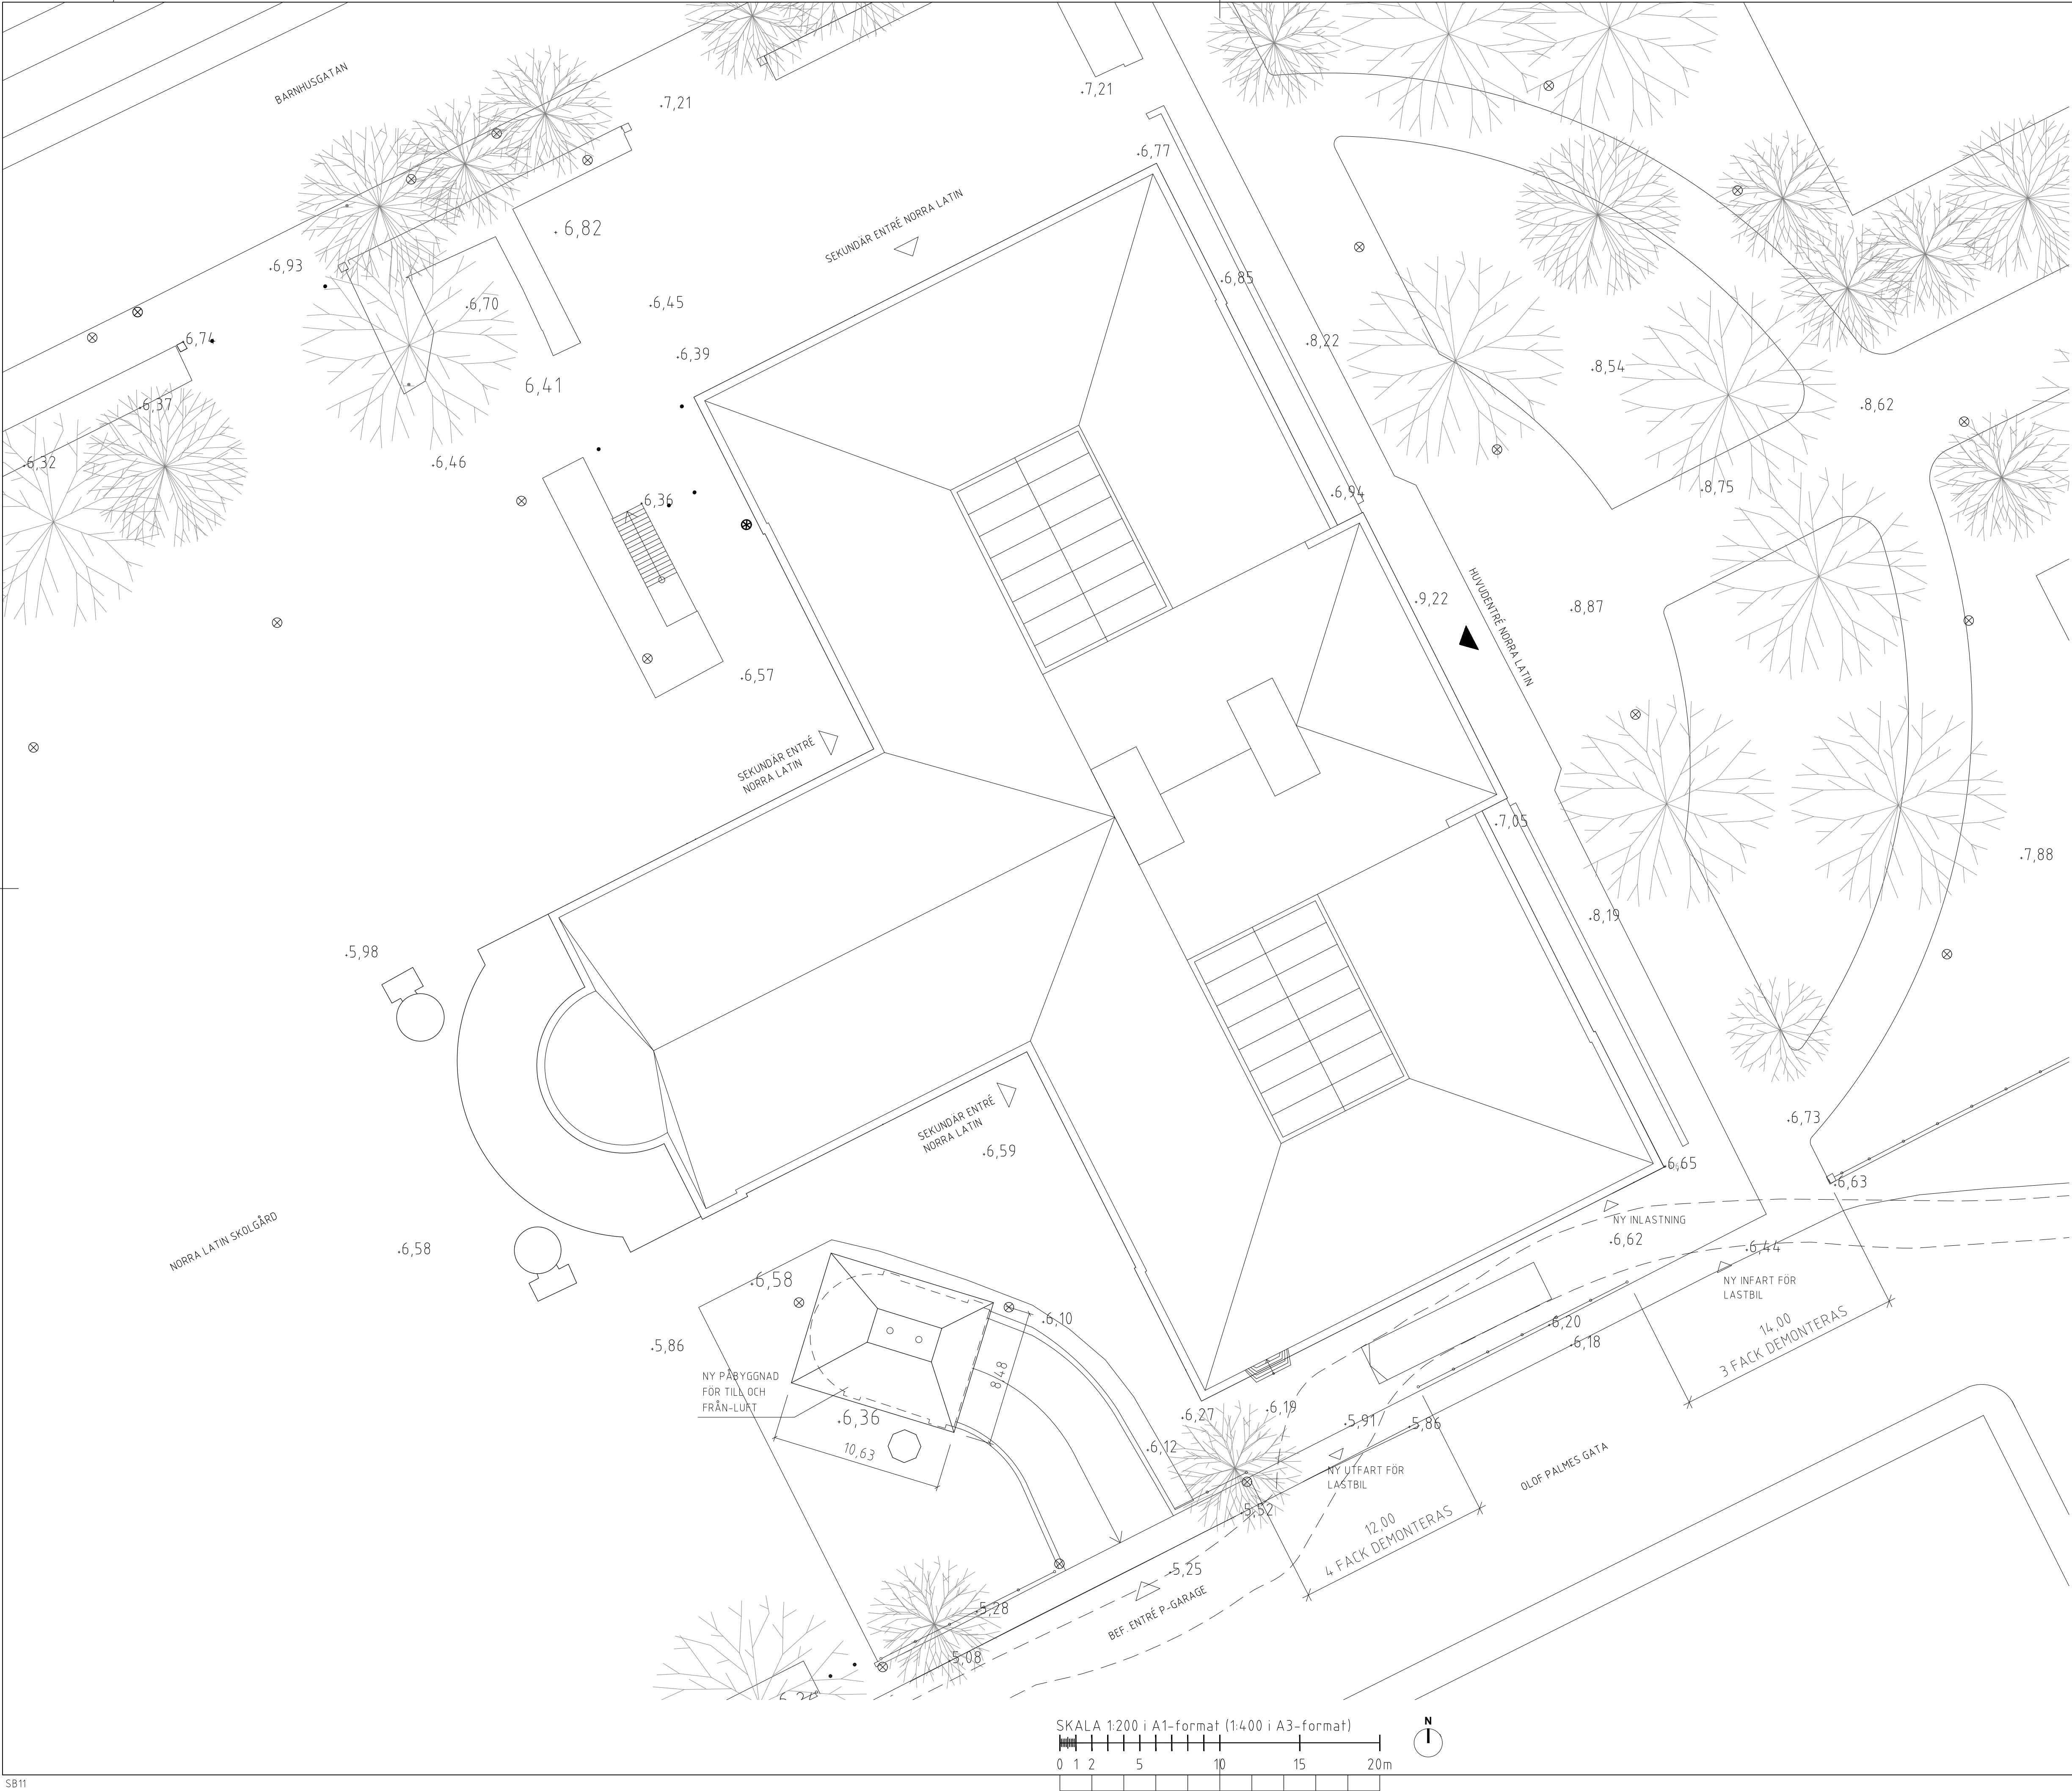 BARNHUSGATAN
.7,21
.7,21
.6,77
.6,82
SEKUNDÄR ENTRÉ NORRA LATIN
.6,93
.6,70
.6,45
.6,85
.6,74
.6,39
.8,22
.8,54
6,41
.6,37
.8,62
.6,32
.6,46
.6,36
.6,94
.8,75
.9,22
HUVUDENTRÉ NORRA LATIN
.8,87
.6,57
SEKUNDÄR ENTRÉ
NORRA LATIN
.7,05
.7,88
.8,19
.5,98
SEKUNDÄR ENTRÉ
NORRA LATIN
.6,59
.6,73
.6,65
.6,63
NORRA LATIN SKOLGÅRD
.6,58
NY INLASTNING
.6,62
.6,44
.6,58
NY INFART FÖR
LASTBIL
.6,10
.6,20
.6,18
14,00
3 FACK DEMONTERAS
.5,86
8,48
NY PÅBYGGNAD
FÖR TILL OCH
FRÅN-LUFT
.6,36
10,63
.6,27
.6,19
.5,91
.5,86
.6,12
NY UTFART FÖR
LASTBIL
OLOF PALMES GATA
.5,52
12,00
4 FACK DEMONTERAS
.5,25
BEF. ENTRÉ P-GARAGE
.5,28
.5,08
SKALA 1:200 i A1-format (1:400 i A3-format)
N
0 1 2 5 10 15 20m
SB11